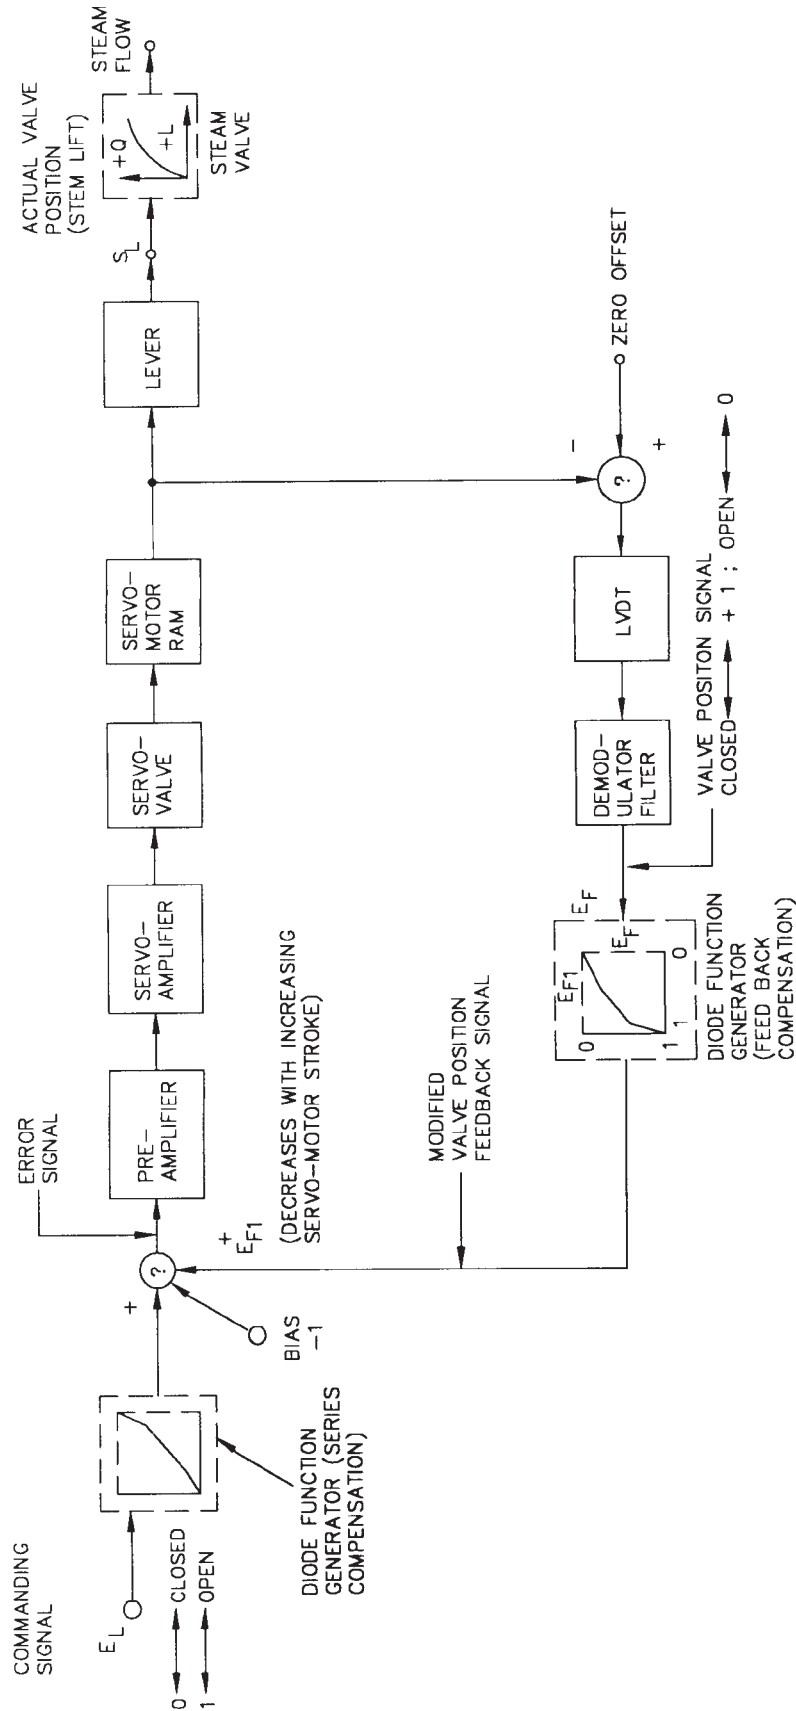 COMMANDING
SIGNAL
E_L
0 CLOSED
1 OPEN
DIODE FUNCTION
GENERATOR (SERIES
COMPENSATION)
+
?
BIAS
-1
ERROR
SIGNAL
+
E_F1
(DECREASES WITH INCREASING
SERVO-MOTOR STROKE)
PRE-
AMPLIFIER
SERVO-
AMPLIFIER
SERVO-
VALVE
SERVO-
MOTOR
RAM
LEVER
S_L
ACTUAL VALVE
POSITION
(STEM LIFT)
+Q
+L
STEAM
VALVE
STEAM
FLOW
MODIFIED
VALVE POSITION
FEEDBACK SIGNAL
E_F1
0
1
1
0
E_F
E_F
DIODE FUNCTION
GENERATOR
(FEED BACK
COMPENSATION)
DEMOD-
ULATOR
FILTER
LVDT
-
?
+
ZERO OFFSET
VALVE POSITON SIGNAL
CLOSED + 1 ; OPEN 0